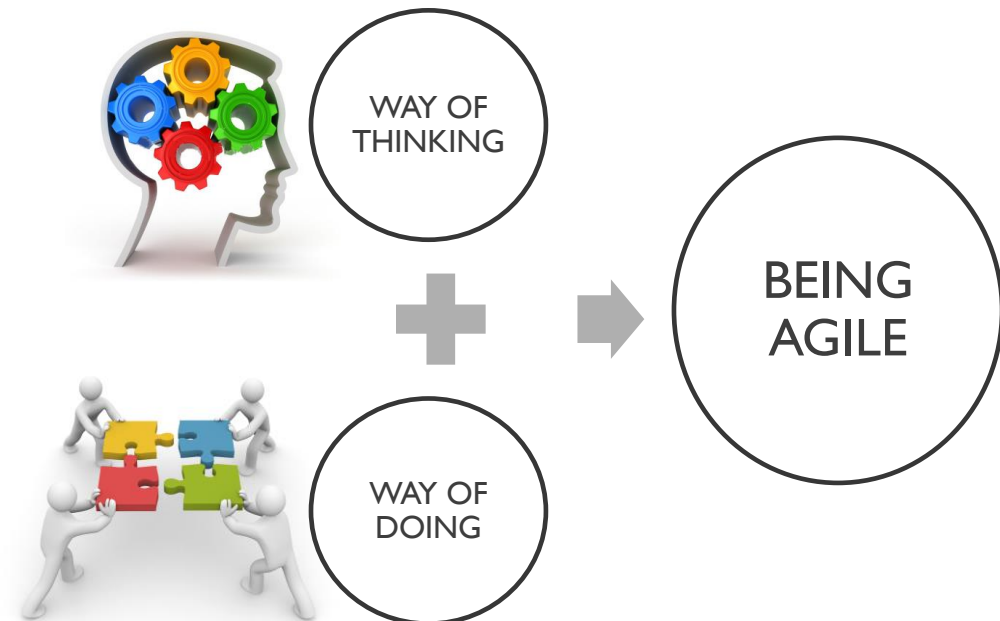 WAY OF
THINKING
BEING
AGILE
WAY OF
DOING